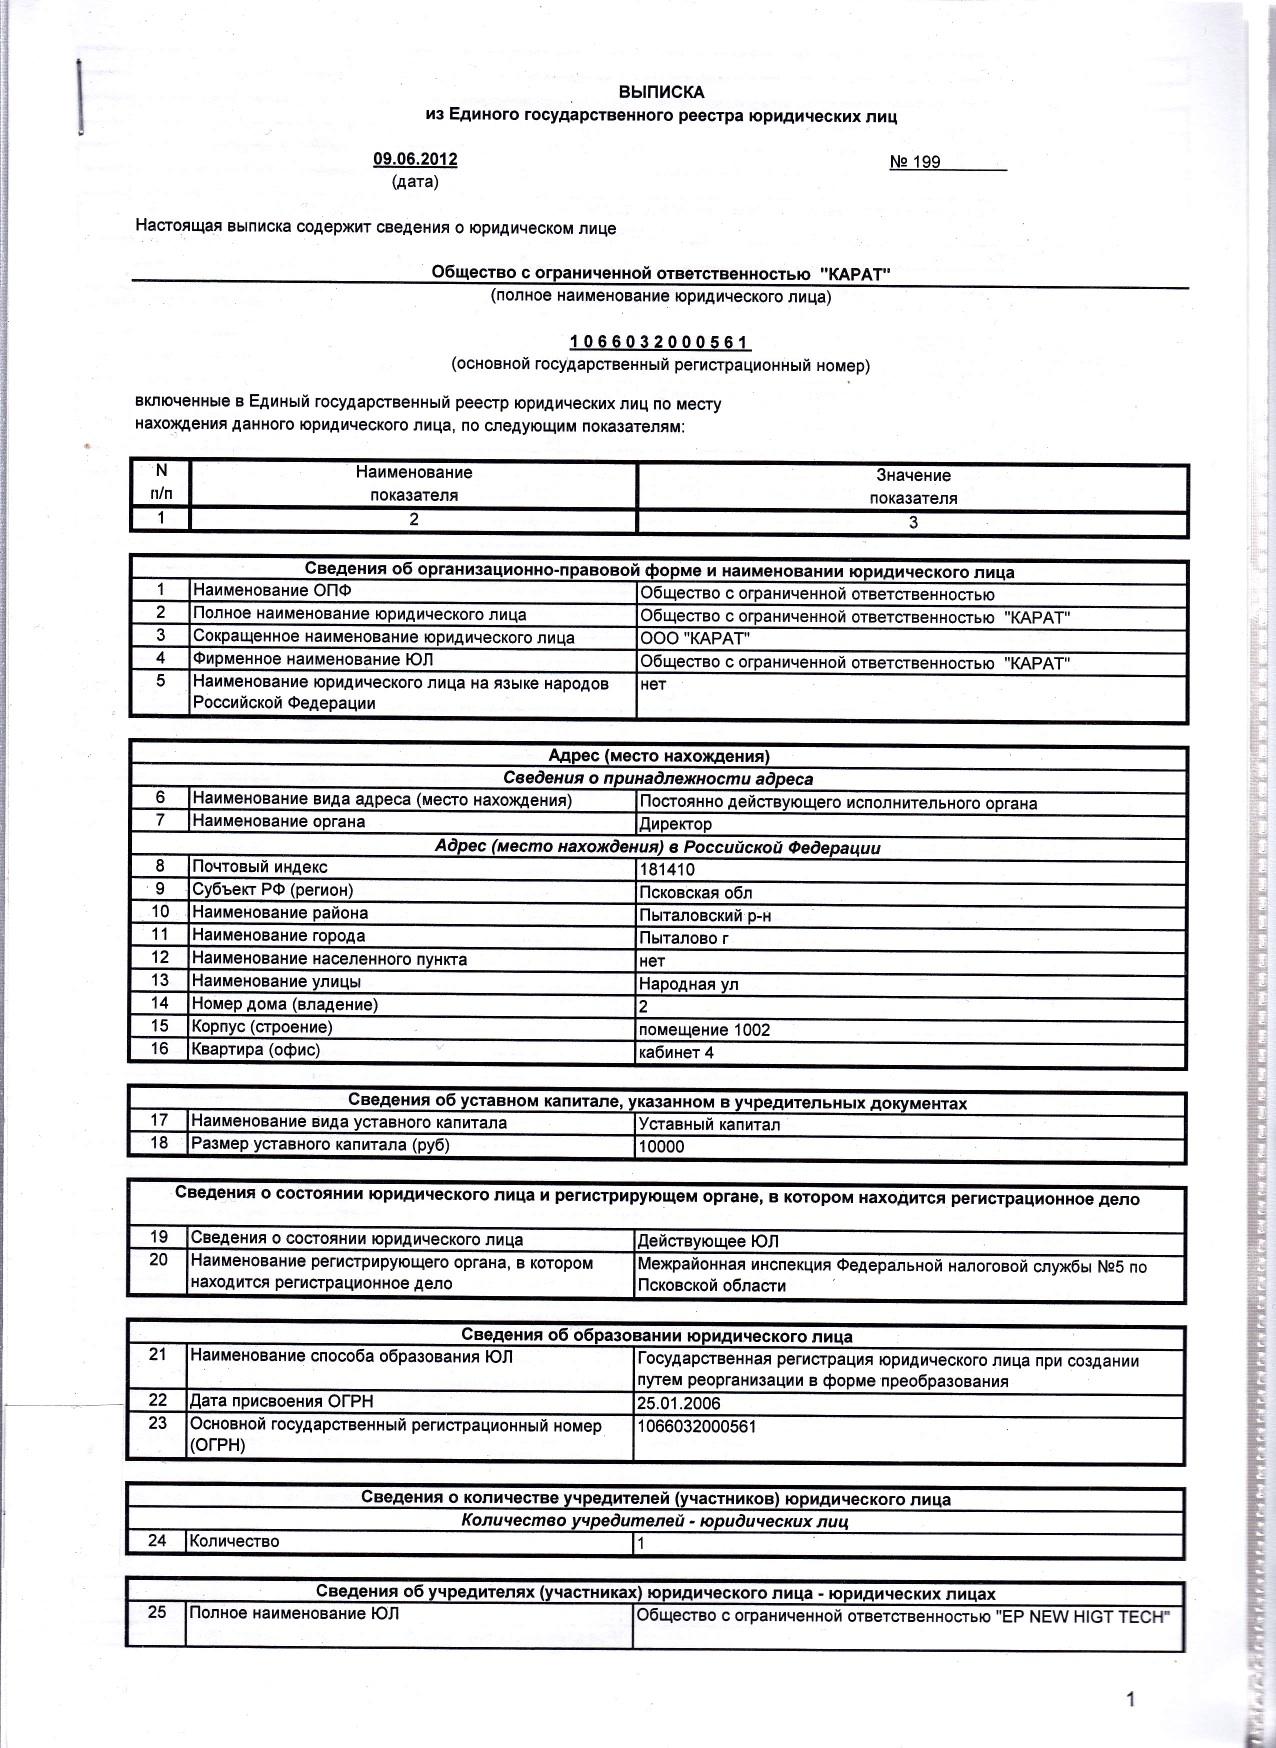 ВЫПИСКА
из Единого государственного реестра юридических лиц
09.06.2012 № 199
(дата)
Настоящая выписка содержит сведения о юридическом лице
Общество с ограниченной ответственностью "КАРАТ"
(полное наименование юридического лица)
1066032000561
(основной государственный регистрационный номер)
включенные в Единый государственный реестр юридических лиц по месту
нахождения данного юридического лица, по следующим показателям:
N п/п Наименование показателя Значение показателя
1 2 3
Сведения об организационно-правовой форме и наименовании юридического лица
1 Наименование ОПФ Общество с ограниченной ответственностью
2 Полное наименование юридического лица Общество с ограниченной ответственностью "КАРАТ"
3 Сокращенное наименование юридического лица ООО "КАРАТ"
4 Фирменное наименование ЮЛ Общество с ограниченной ответственностью "КАРАТ"
5 Наименование юридического лица на языке народов нет
Российской Федерации
Адрес (место нахождения)
Сведения о принадлежности адреса
6 Наименование вида адреса (место нахождения) Постоянно действующего исполнительного органа
7 Наименование органа Директор
Адрес (место нахождения) в Российской Федерации
8 Почтовый индекс 181410
9 Субъект РФ (регион) Псковская обл
10 Наименование района Пыталовский р-н
11 Наименование города Пыталово г
12 Наименование населенного пункта нет
13 Наименование улицы Народная ул
14 Номер дома (владение) 2
15 Корпус (строение) помещение 1002
16 Квартира (офис) кабинет 4
Сведения об уставном капитале, указанном в учредительных документах
17 Наименование вида уставного капитала Уставный капитал
18 Размер уставного капитала (руб) 10000
Сведения о состоянии юридического лица и регистрирующем органе, в котором находится регистрационное дело
19 Сведения о состоянии юридического лица Действующее ЮЛ
20 Наименование регистрирующего органа, в котором Межрайонная инспекция Федеральной налоговой службы №5 по
находится регистрационное дело Псковской области
Сведения об образовании юридического лица
21 Наименование способа образования ЮЛ Государственная регистрация юридического лица при создании
путем реорганизации в форме преобразования
22 Дата присвоения ОГРН 25.01.2006
23 Основной государственный регистрационный номер 1066032000561
(ОГРН)
Сведения о количестве учредителей (участников) юридического лица
Количество учредителей - юридических лиц
24 Количество 1
Сведения об учредителях (участниках) юридического лица - юридических лицах
25 Полное наименование ЮЛ Общество с ограниченной ответственностью "EP NEW HIGT TECH"
1